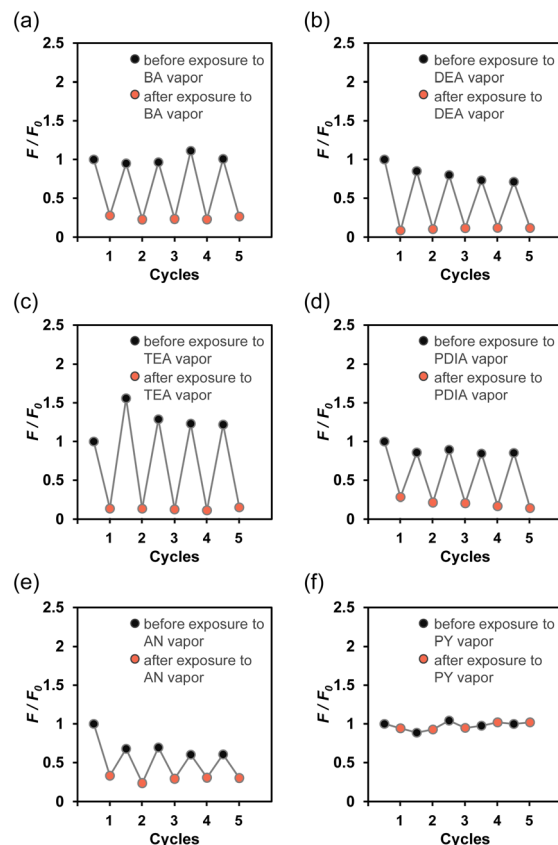 (a)
2.5
2
1.5
1
0.5
0
F / F0
before exposure to
BA vapor
after exposure to
BA vapor
1 2 3 4 5
Cycles
(b)
2.5
2
1.5
1
0.5
0
F / F0
before exposure to
DEA vapor
after exposure to
DEA vapor
1 2 3 4 5
Cycles
(c)
2.5
2
1.5
1
0.5
0
F / F0
before exposure to
TEA vapor
after exposure to
TEA vapor
1 2 3 4 5
Cycles
(d)
2.5
2
1.5
1
0.5
0
F / F0
before exposure to
PDIA vapor
after exposure to
PDIA vapor
1 2 3 4 5
Cycles
(e)
2.5
2
1.5
1
0.5
0
F / F0
before exposure to
AN vapor
after exposure to
AN vapor
1 2 3 4 5
Cycles
(f)
2.5
2
1.5
1
0.5
0
F / F0
before exposure to
PY vapor
after exposure to
PY vapor
1 2 3 4 5
Cycles